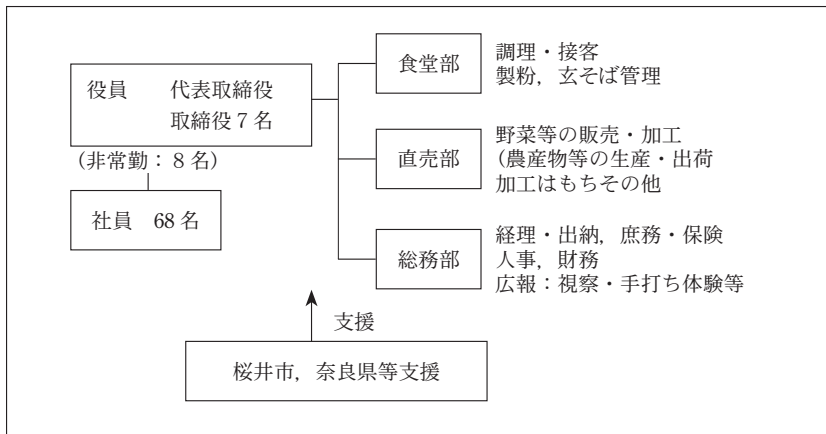 役員 代表取締役
取締役7名
(非常勤：8名)
社員 68名
食堂部
調理・接客
製粉，玄そば管理
直売部
野菜等の販売・加工
(農産物等の生産・出荷
加工はもちその他
総務部
経理・出納，庶務・保険
人事，財務
広報：視察・手打ち体験等
支援
桜井市，奈良県等支援